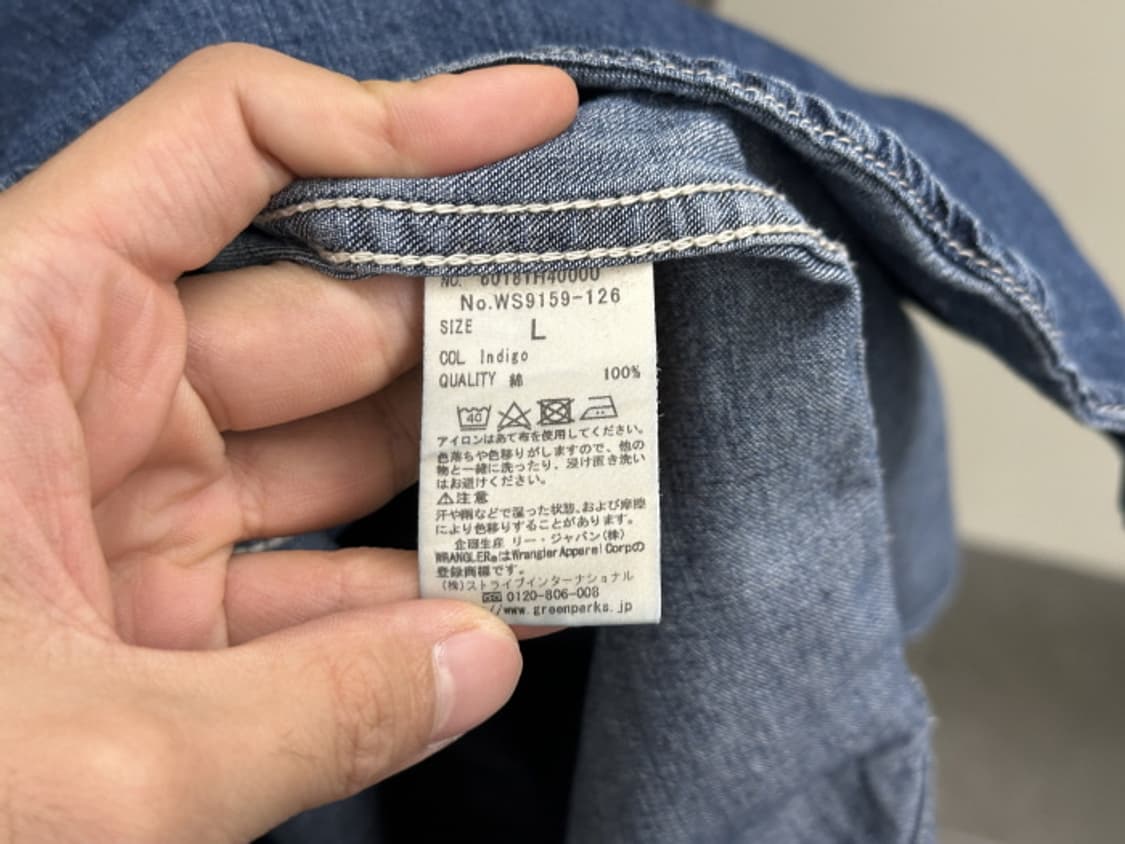 No. 60181H40000
No.WS9159-126
SIZE L
COL Indigo
QUALITY 綿 100%
40
アイロンはあて布を使用してください。
色落ちや色移りがしますので、他の
物と一緒に洗ったり、浸け置き洗い
はお避けください。
⚠注意
汗や雨などで湿った状態、および摩擦
により色移りすることがあります。
企画生産 リー・ジャパン(株)
WRANGLER®はWrangler Apparel Corpの
登録商標です。
(株)ストライプインターナショナル
0120-806-008
//www.greenparks.jp